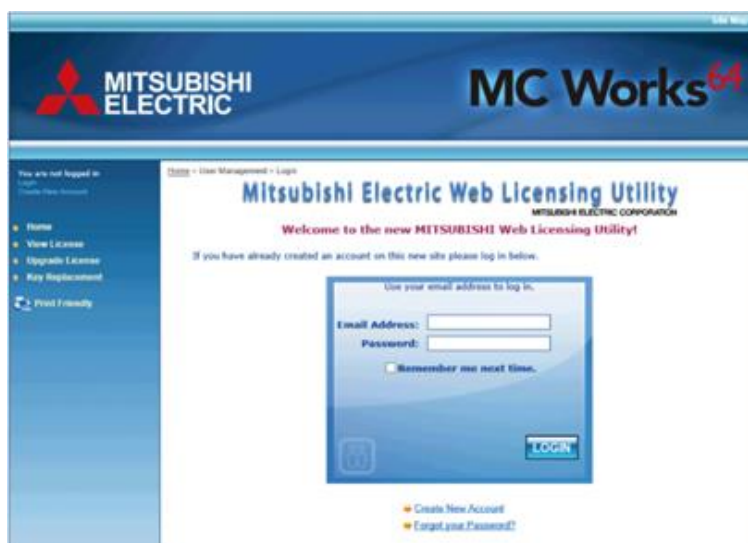 Site Map
MITSUBISHI
ELECTRIC
MC Works64
You are not logged in
Login
Create New Account
Home
View License
Upgrade License
Key Replacement
Print Friendly
Home > User Management > Login
Mitsubishi Electric Web Licensing Utility
MITSUBISHI ELECTRIC CORPORATION
Welcome to the new MITSUBISHI Web Licensing Utility!
If you have already created an account on this new site please log in below.
Use your email address to log in.
Email Address:
Password:
Remember me next time.
LOGIN
Create New Account
Forgot your Password?